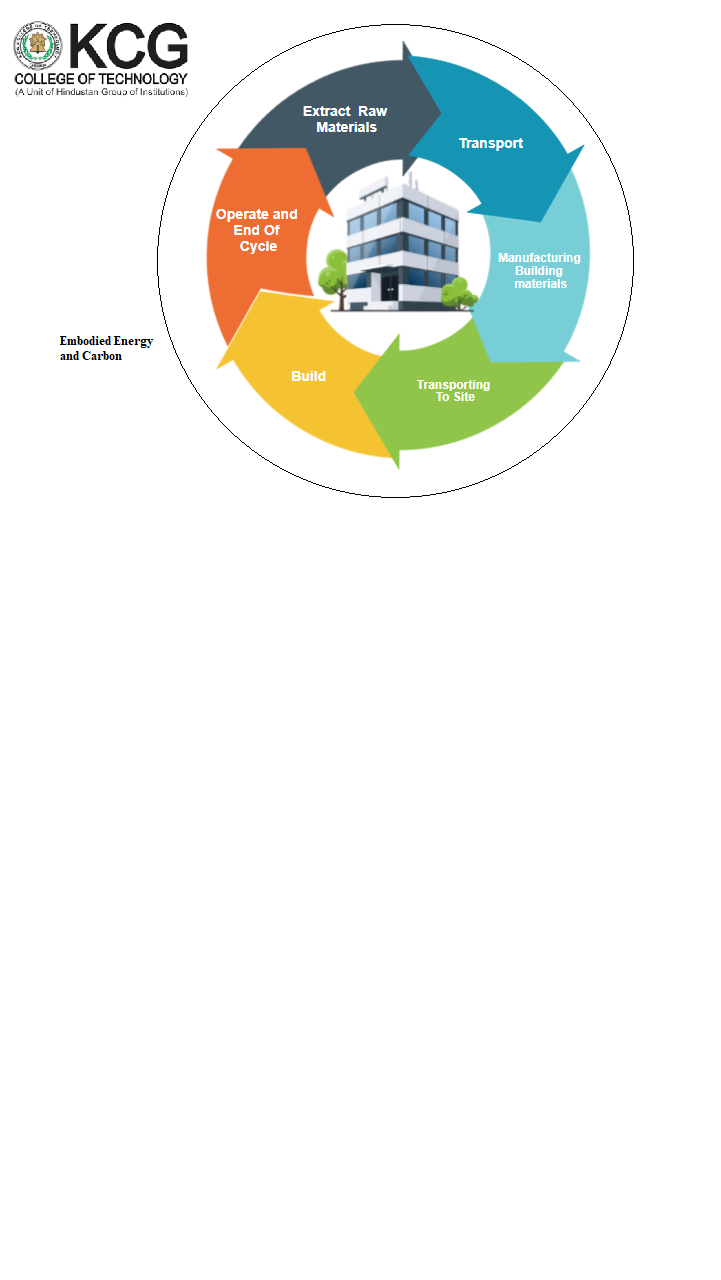 KCG
COLLEGE OF TECHNOLOGY
(A Unit of Hindustan Group of Institutions)
Extract Raw
Materials
Transport
Manufacturing
Building
materials
Transporting
To Site
Build
Operate and
End Of
Cycle
Embodied Energy
and Carbon